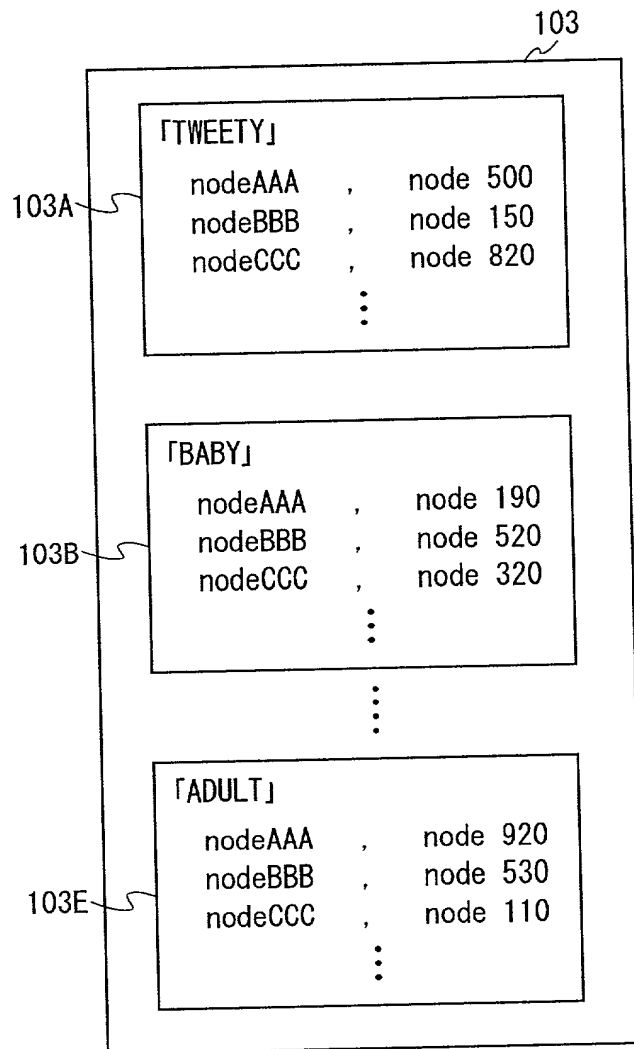 103
「TWEETY」
nodeAAA , node 500
103A
nodeBBB , node 150
nodeCCC , node 820
「BABY」
nodeAAA , node 190
103B
nodeBBB , node 520
nodeCCC , node 320
「ADULT」
nodeAAA , node 920
103E
nodeBBB , node 530
nodeCCC , node 110